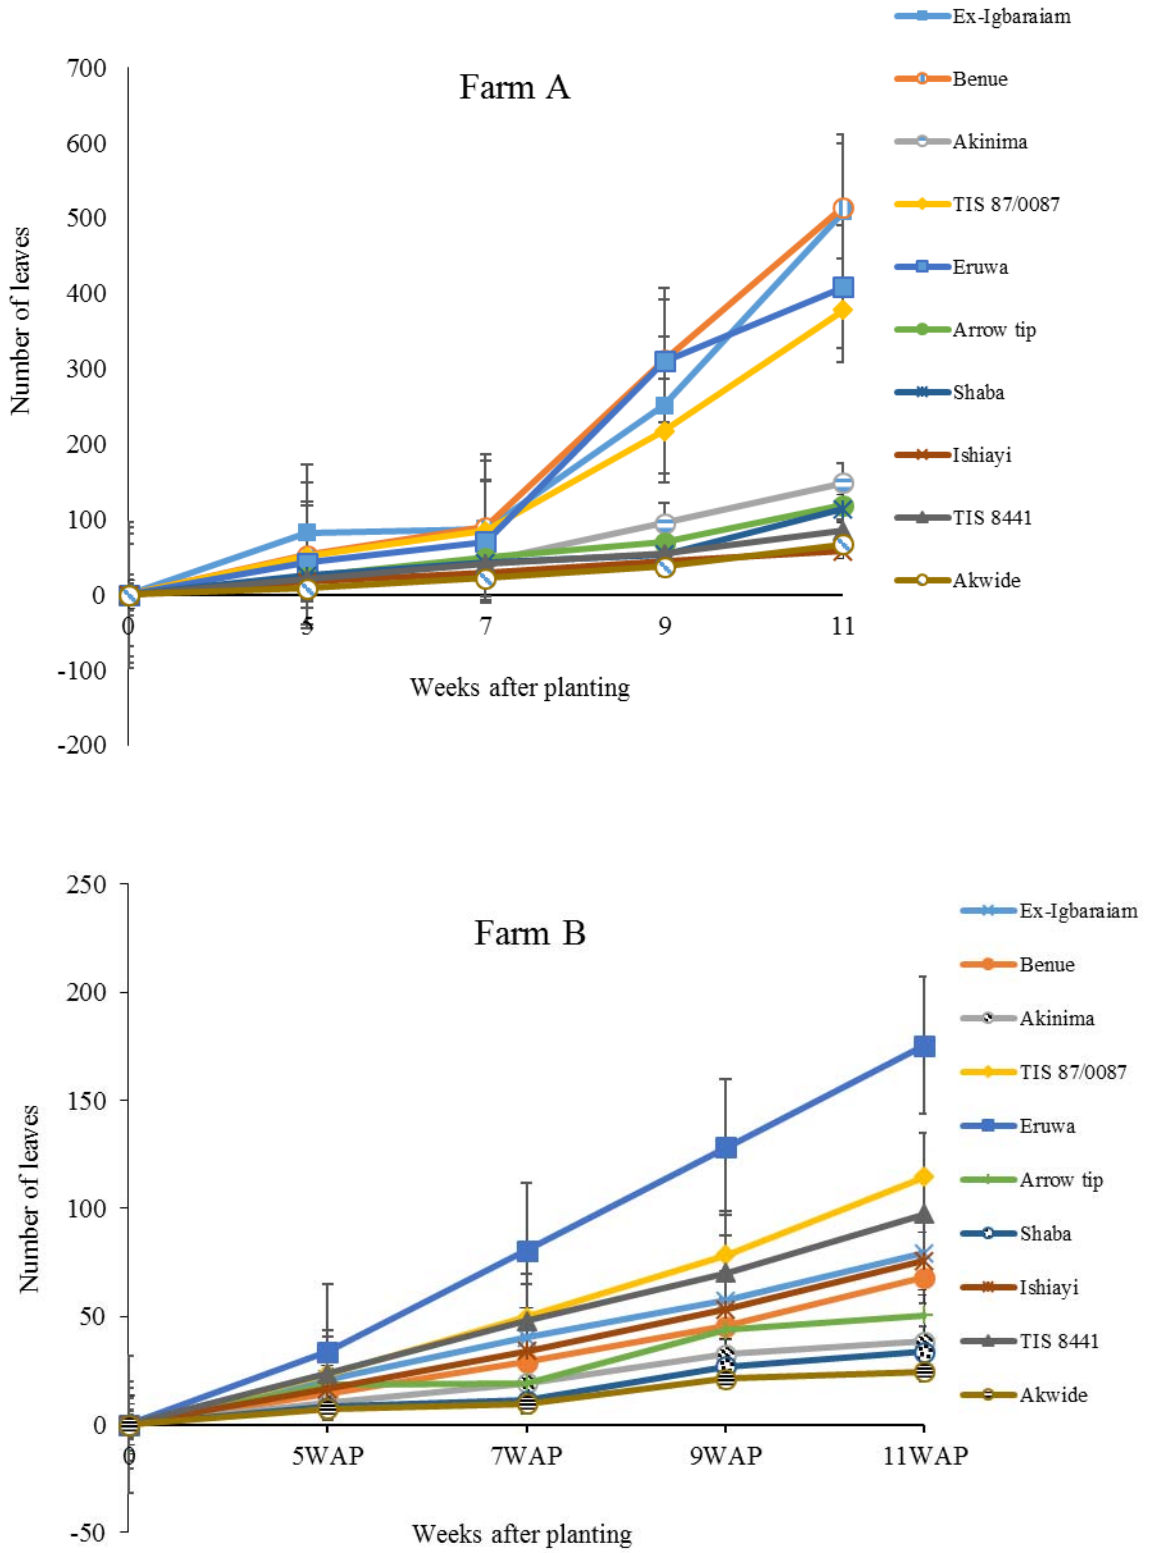 Ex-Igbaraiam
Benue
Akinima
TIS 87/0087
Eruwa
Arrow tip
Shaba
Ishiayi
TIS 8441
Akwide
Farm A
Number of leaves
700
600
500
400
300
200
100
0
-100
-200
0
5
7
9
11
Weeks after planting
Farm B
Number of leaves
250
200
150
100
50
0
-50
0
5WAP
7WAP
9WAP
11WAP
Weeks after planting
Ex-Igbaraiam
Benue
Akinima
TIS 87/0087
Eruwa
Arrow tip
Shaba
Ishiayi
TIS 8441
Akwide